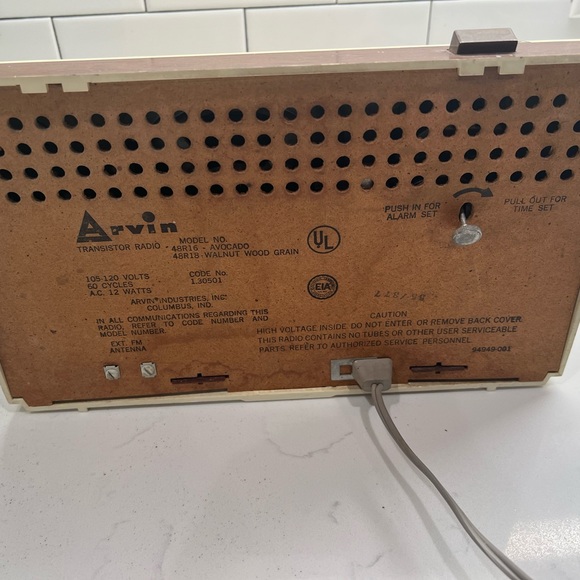 Arvin
TRANSISTOR RADIO
MODEL NO.
48R16 - AVOCADO
48R18-WALNUT WOOD GRAIN
UL
PUSH IN FOR
ALARM SET
PULL OUT FOR
TIME SET
105-120 VOLTS
60 CYCLES
A.C. 12 WATTS
CODE No.
1.30501
EIA
ARVIN INDUSTRIES, INC.
COLUMBUS, IND.
IN ALL COMMUNICATIONS REGARDING THIS
RADIO, REFER TO CODE NUMBER AND
MODEL NUMBER.
EXT. FM
ANTENNA
CAUTION
HIGH VOLTAGE INSIDE DO NOT ENTER OR REMOVE BACK COVER.
THIS RADIO CONTAINS NO TUBES OR OTHER USER SERVICEABLE
PARTS. REFER TO AUTHORIZED SERVICE PERSONNEL